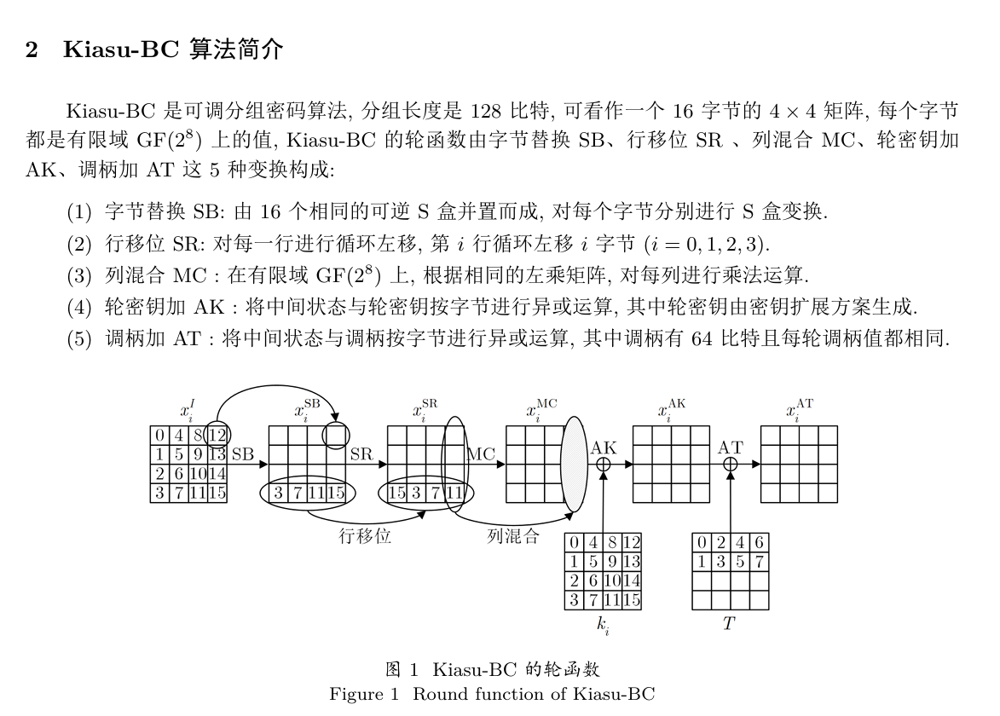 2 Kiasu-BC 算法简介
Kiasu-BC 是可调分组密码算法, 分组长度是 128 比特, 可看作一个 16 字节的 4 × 4 矩阵, 每个字节
都是有限域 GF(2⁸) 上的值, Kiasu-BC 的轮函数由字节替换 SB、行移位 SR 、列混合 MC、轮密钥加
AK、调柄加 AT 这 5 种变换构成:
(1) 字节替换 SB: 由 16 个相同的可逆 S 盒并置而成, 对每个字节分别进行 S 盒变换.
(2) 行移位 SR: 对每一行进行循环左移, 第 i 行循环左移 i 字节 (i = 0, 1, 2, 3).
(3) 列混合 MC : 在有限域 GF(2⁸) 上, 根据相同的左乘矩阵, 对每列进行乘法运算.
(4) 轮密钥加 AK : 将中间状态与轮密钥按字节进行异或运算, 其中轮密钥由密钥扩展方案生成.
(5) 调柄加 AT : 将中间状态与调柄按字节进行异或运算, 其中调柄有 64 比特且每轮调柄值都相同.
x_i^I x_i^SB x_i^SR x_i^MC x_i^AK x_i^AT
0 4 8 12
1 5 9 13 SB SR MC AK AT
2 6 10 14
3 7 11 15 3 7 11 15 15 3 7 11
行移位 列混合
0 4 8 12 0 2 4 6
1 5 9 13 1 3 5 7
2 6 10 14
3 7 11 15
k_i T
图 1 Kiasu-BC 的轮函数
Figure 1 Round function of Kiasu-BC